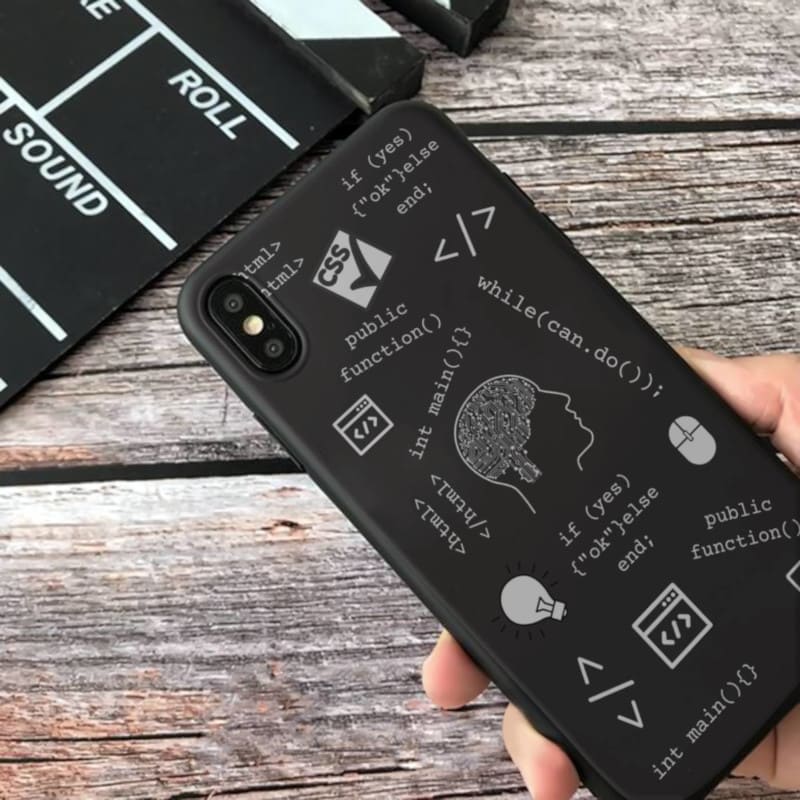 RE
ROLL
SOUND
if (yes)
{"ok"}else
end;
html>
html>
CSS
</>
public
function()
while(can.do());
int main(){}
</>
<html>
</html>
if (yes)
{"ok"}else
end;
public
function()
</>
</>
int main(){}